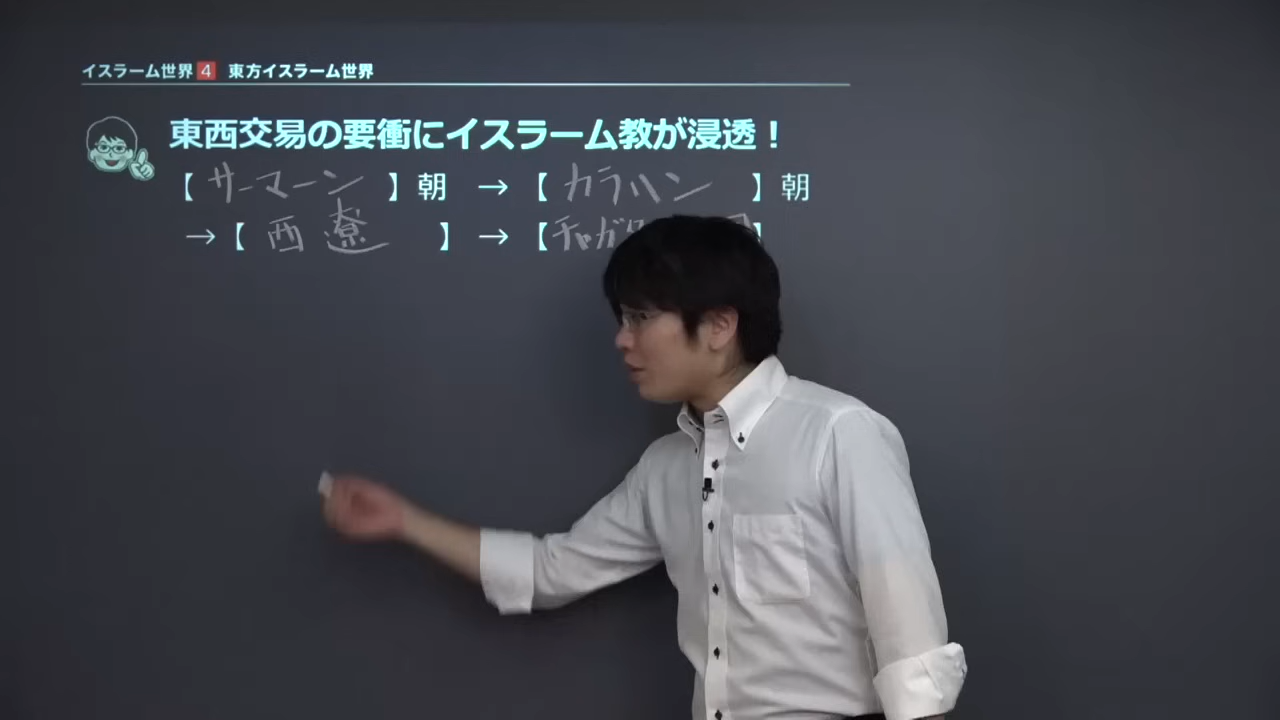 イスラーム世界 4 東方イスラーム世界
東西交易の要衝にイスラーム教が浸透！
【 サーマーン 】朝 → 【 カラハン 】朝
→【 西遼 】 → 【チャガタ 】